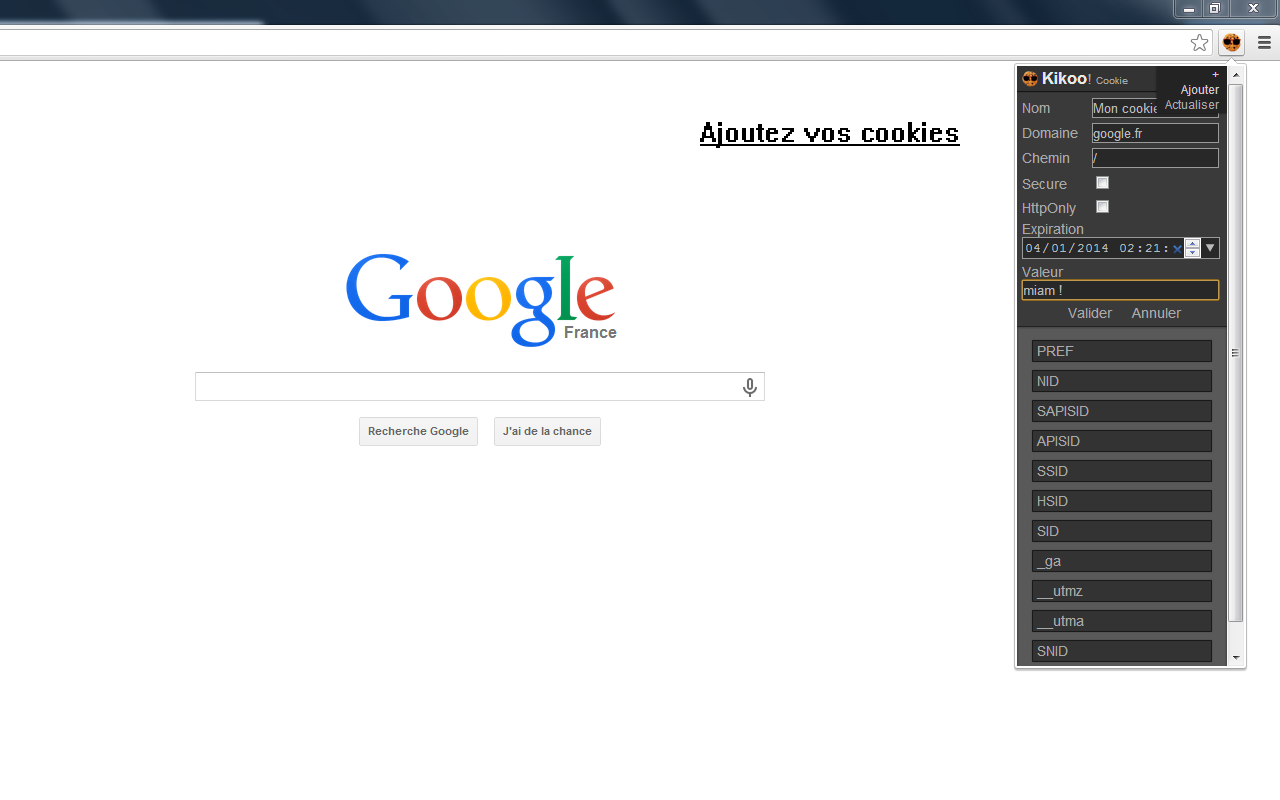 Kikoo! Cookie
+
Ajouter
Actualiser
Nom Mon cookie
Ajoutez vos cookies
Domaine google.fr
Chemin /
Secure
HttpOnly
Expiration
04/01/2014 02:21:
Valeur
miam !
Valider Annuler
Google
France
Recherche Google J'ai de la chance
PREF
NID
SAPISID
APISID
SSID
HSID
SID
_ga
__utmz
__utma
SNID